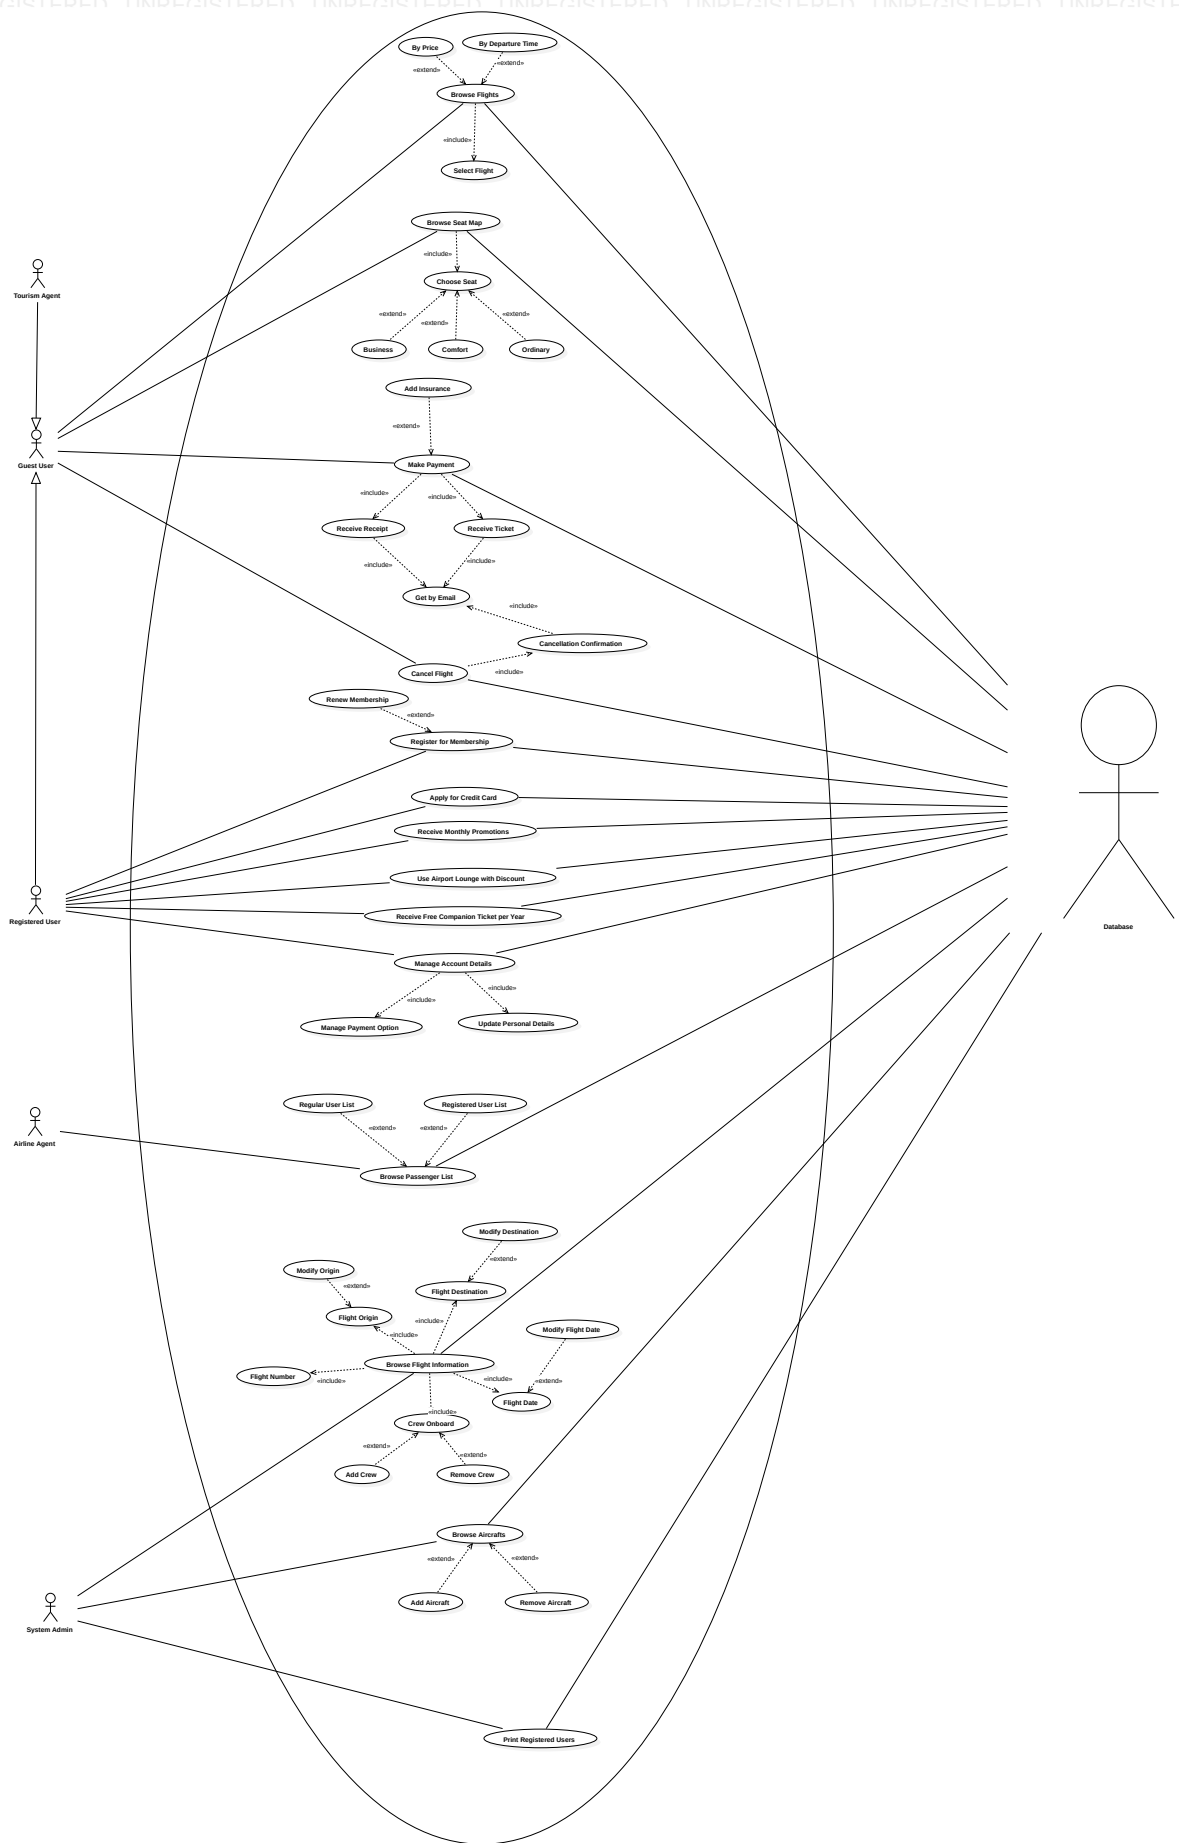 UNREGISTERED UNREGISTERED UNREGISTERED UNREGISTERED UNREGISTERED UNREGISTERED
By Price
By Departure Time
«extend»
«extend»
Browse Flights
«include»
Select Flight
Browse Seat Map
«include»
Tourism Agent
Choose Seat
«extend»
«extend»
«extend»
Business
Comfort
Ordinary
Add Insurance
«extend»
Guest User
Make Payment
«include»
«include»
Receive Receipt
Receive Ticket
«include»
«include»
Get by Email
«include»
Cancellation Confirmation
Cancel Flight
«include»
Renew Membership
«extend»
Register for Membership
Apply for Credit Card
Receive Monthly Promotions
Use Airport Lounge with Discount
Receive Free Companion Ticket per Year
Registered User
Database
Manage Account Details
«include»
«include»
Manage Payment Option
Update Personal Details
Regular User List
Registered User List
«extend»
«extend»
Airline Agent
Browse Passenger List
Modify Destination
«extend»
Modify Origin
«extend»
Flight Destination
Flight Origin
«include»
«include»
Modify Flight Date
Browse Flight Information
Flight Number
«include»
«include»
«extend»
Flight Date
«include»
Crew Onboard
«extend»
«extend»
Add Crew
Remove Crew
Browse Aircrafts
«extend»
«extend»
Add Aircraft
Remove Aircraft
System Admin
Print Registered Users